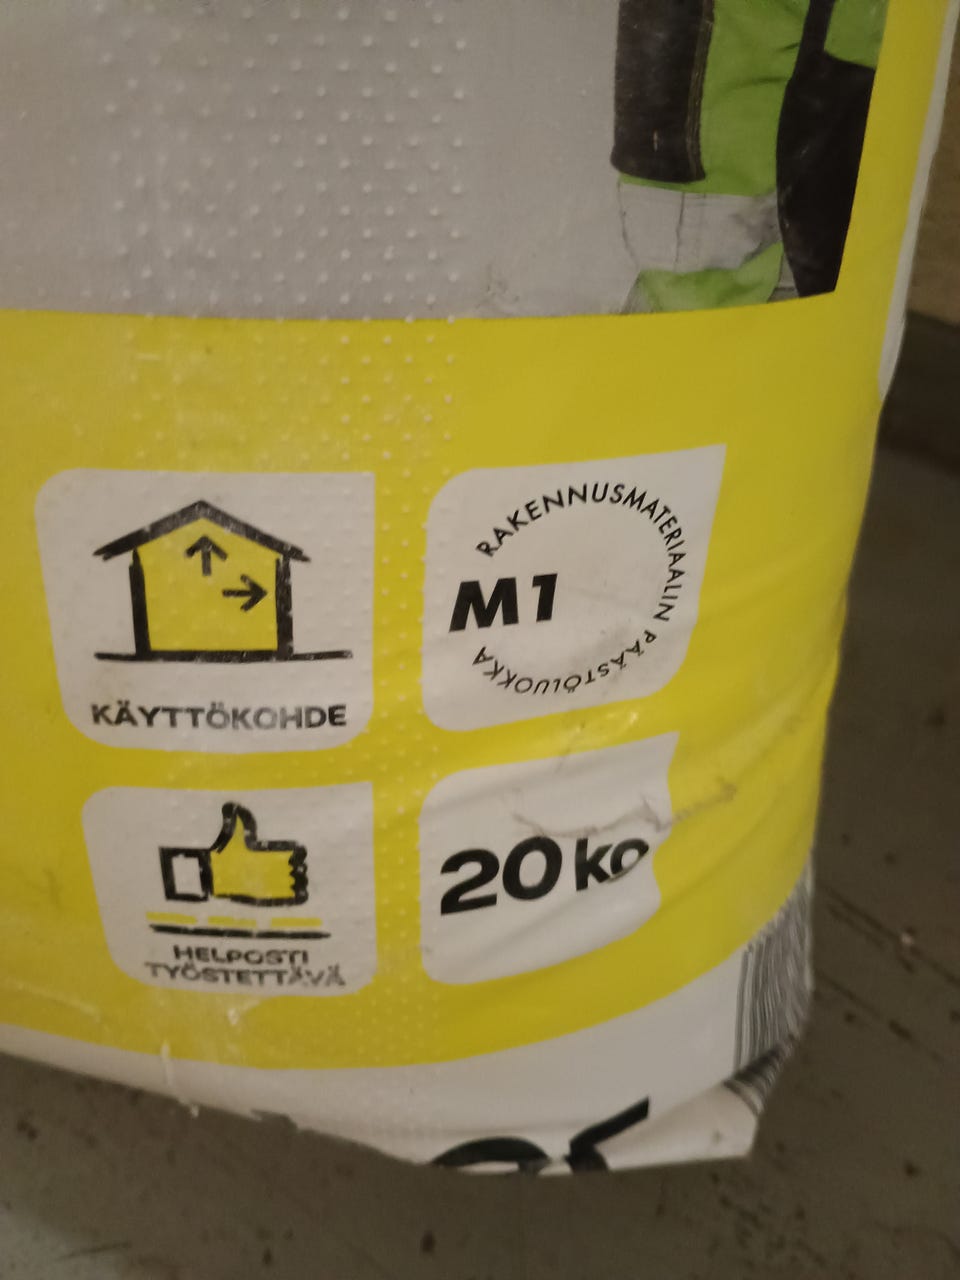 KÄYTTÖKOHDE
M1
RAKENNUSMATERIAALIN PÄÄSTÖLUOKKA
HELPOSTI
TYÖSTETTÄVÄ
20 kg